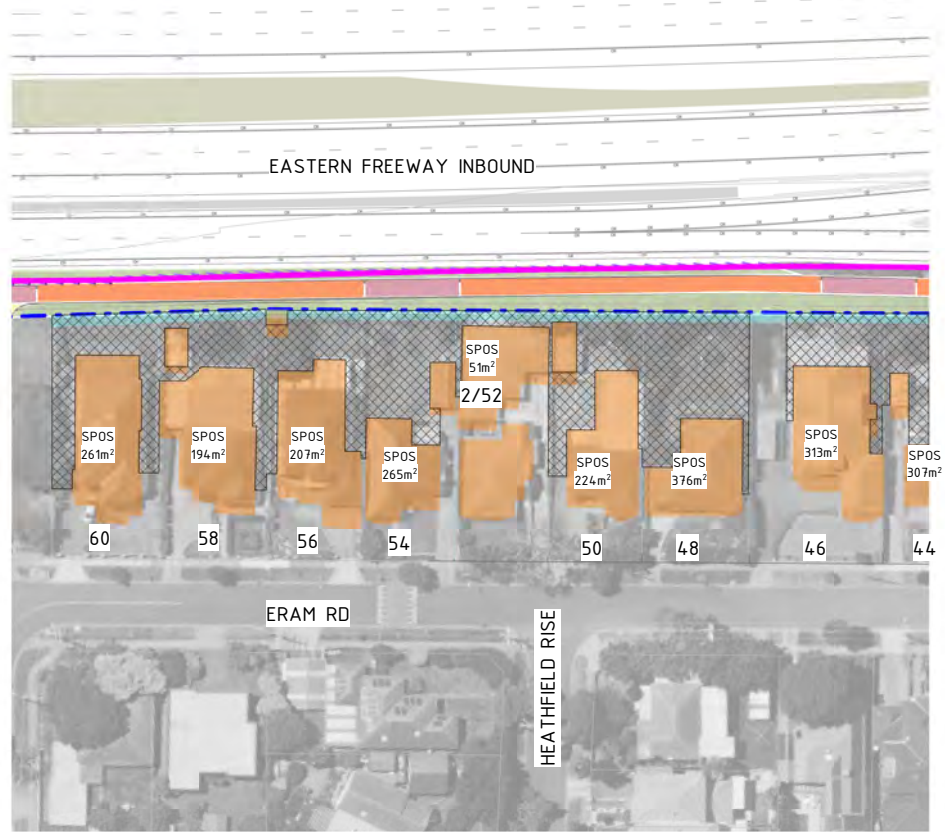 EASTERN FREEWAY INBOUND
SPOS
51m²
2/52
SPOS
261m²
SPOS
194m²
SPOS
207m²
SPOS
265m²
SPOS
224m²
SPOS
376m²
SPOS
313m²
SPOS
307m²
60
58
56
54
50
48
46
44
ERAM RD
HEATHFIELD RISE